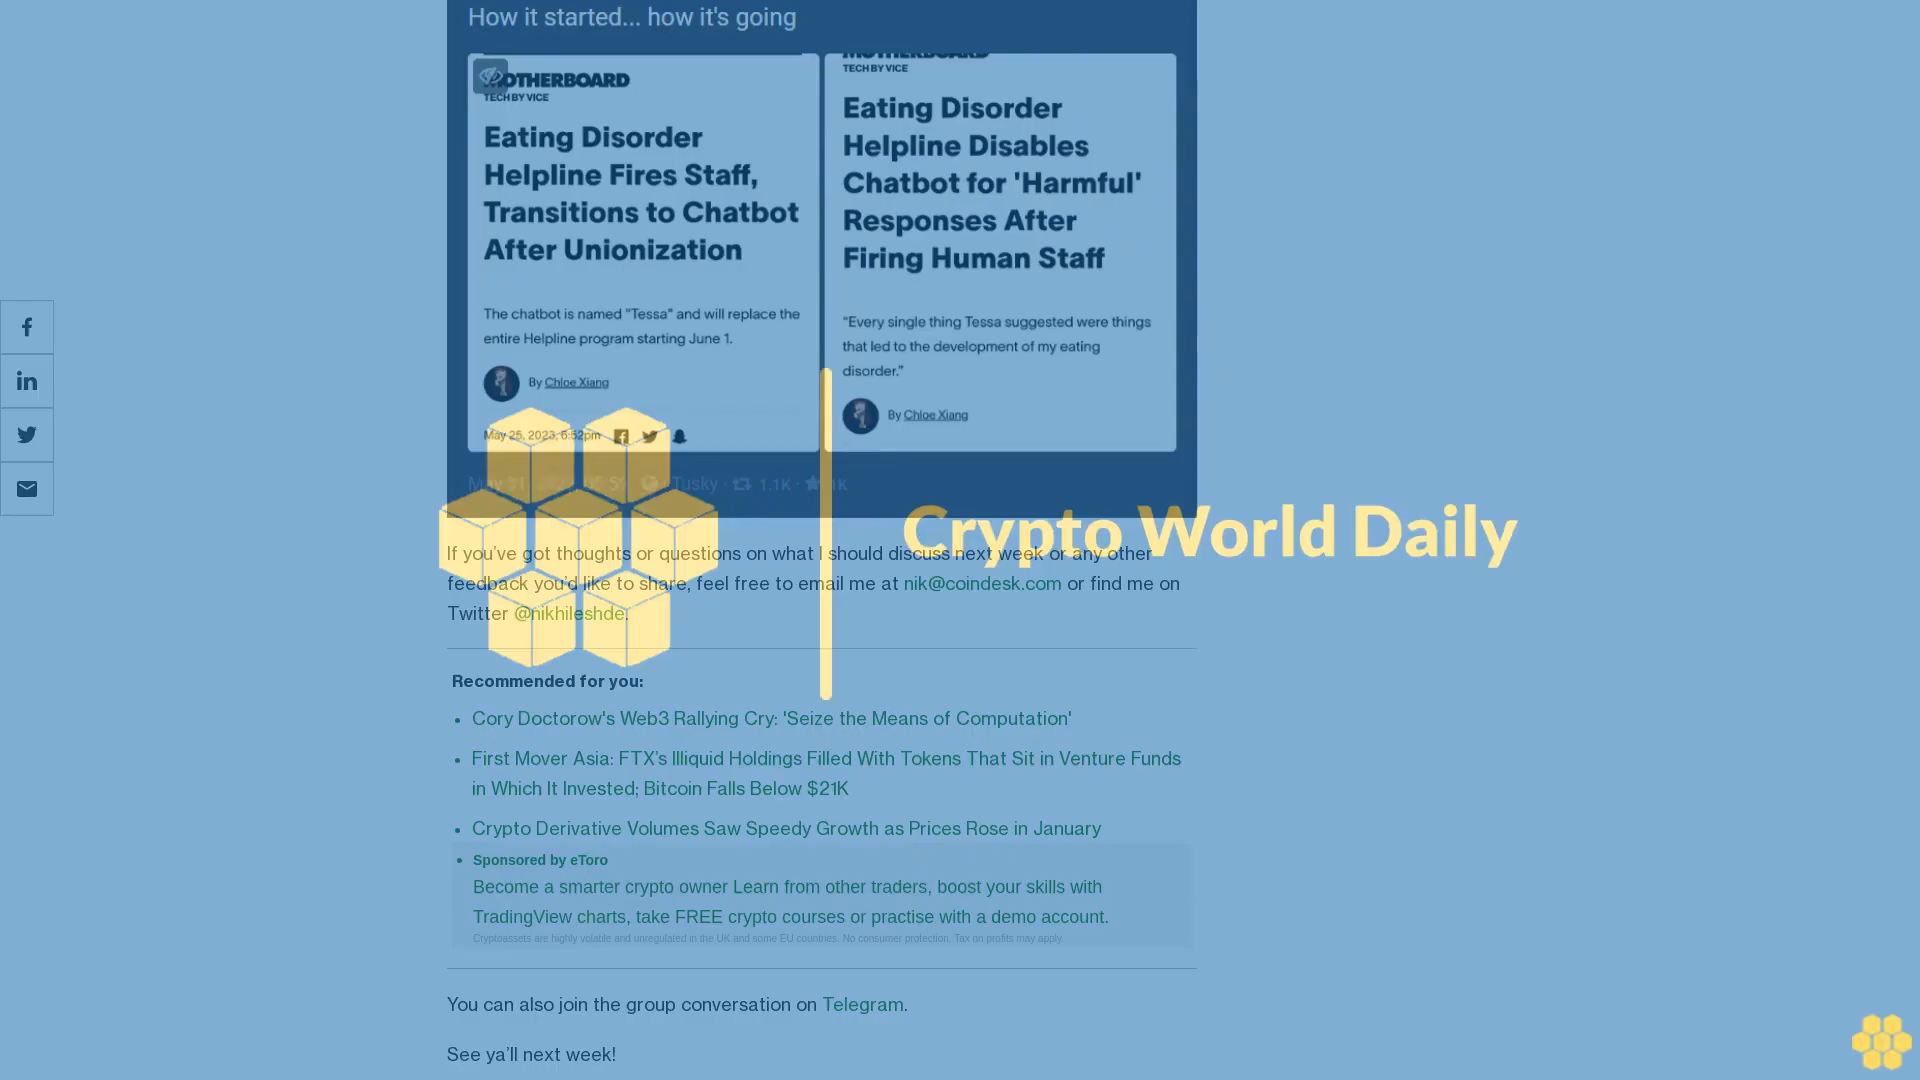 How it started... how it's going
MOTHERBOARD
TECH BY VICE
Eating Disorder
Helpline Fires Staff,
Transitions to Chatbot
After Unionization
The chatbot is named "Tessa" and will replace the
entire Helpline program starting June 1.
By Chloe Xiang
May 25, 2023, 6:52pm
MOTHERBOARD
TECH BY VICE
Eating Disorder
Helpline Disables
Chatbot for 'Harmful'
Responses After
Firing Human Staff
“Every single thing Tessa suggested were things
that led to the development of my eating
disorder.”
By Chloe Xiang
May 31
Tusky · 1.1K ·
Crypto World Daily
If you’ve got thoughts or questions on what I should discuss next week or any other
feedback you’d like to share, feel free to email me at nik@coindesk.com or find me on
Twitter @nikhileshde.
Recommended for you:
• Cory Doctorow's Web3 Rallying Cry: 'Seize the Means of Computation'
• First Mover Asia: FTX’s Illiquid Holdings Filled With Tokens That Sit in Venture Funds
in Which It Invested; Bitcoin Falls Below $21K
• Crypto Derivative Volumes Saw Speedy Growth as Prices Rose in January
• Sponsored by eToro
Become a smarter crypto owner Learn from other traders, boost your skills with
TradingView charts, take FREE crypto courses or practise with a demo account.
Cryptoassets are highly volatile and unregulated in the UK and some EU countries. No consumer protection. Tax on profits may apply.
You can also join the group conversation on Telegram.
See ya’ll next week!